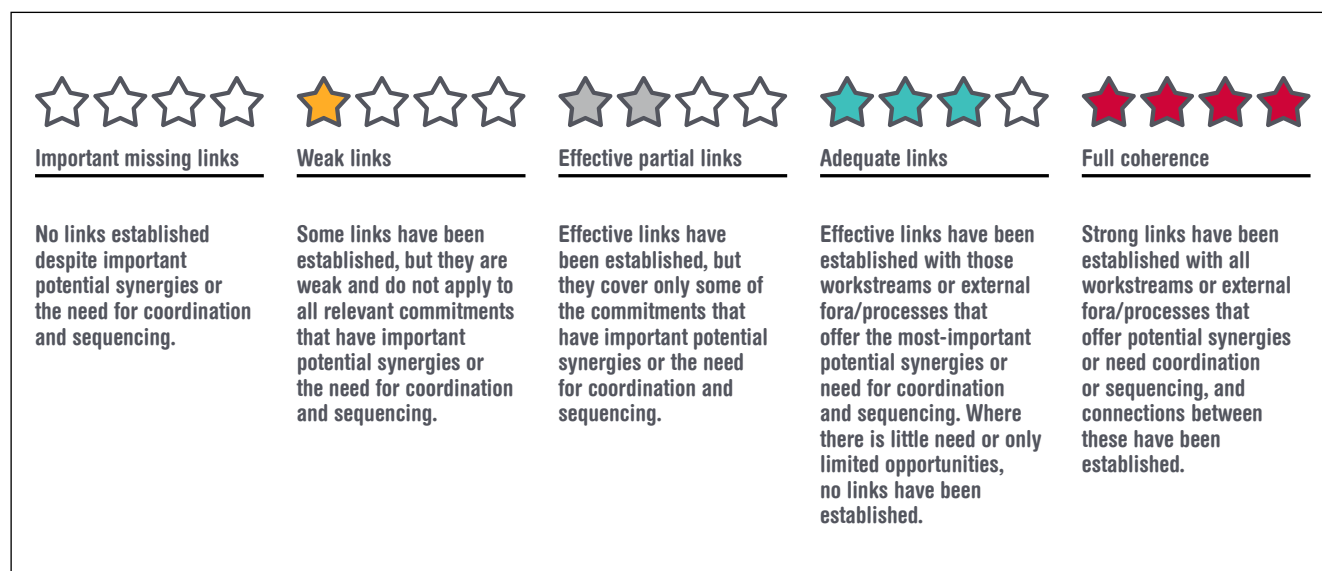 Important missing links
No links established
despite important
potential synergies or
the need for coordination
and sequencing.
Weak links
Some links have been
established, but they are
weak and do not apply to
all relevant commitments
that have important
potential synergies or
the need for coordination
and sequencing.
Effective partial links
Effective links have
been established, but
they cover only some of
the commitments that
have important potential
synergies or the need
for coordination and
sequencing.
Adequate links
Effective links have been
established with those
workstreams or external
fora/processes that
offer the most-important
potential synergies or
need for coordination
and sequencing. Where
there is little need or only
limited opportunities,
no links have been
established.
Full coherence
Strong links have been
established with all
workstreams or external
fora/processes that
offer potential synergies
or need coordination
or sequencing, and
connections between
these have been
established.